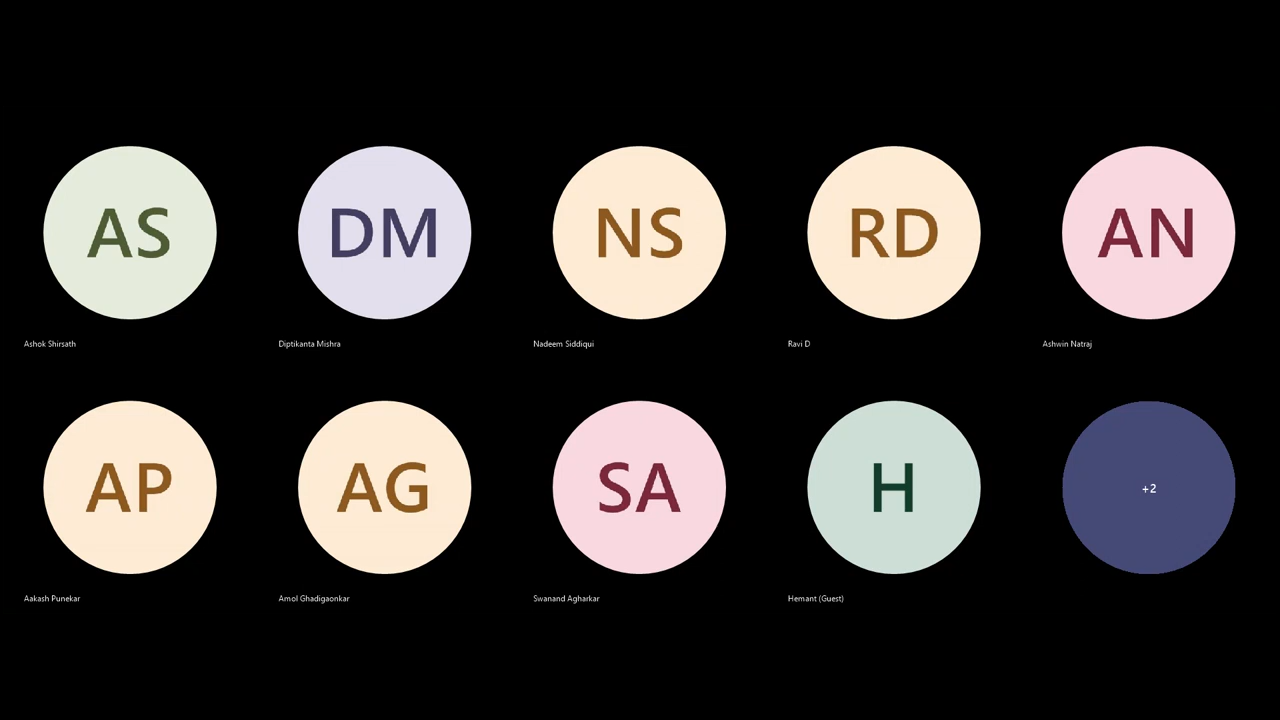 AS
DM
NS
RD
AN
Ashok Shirsath
Diptikanta Mishra
Nadeem Siddiqui
Ravi D
Ashwin Natraj
AP
AG
SA
H
+2
Aakash Punekar
Amol Ghadigaonkar
Swanand Agharkar
Hemant (Guest)